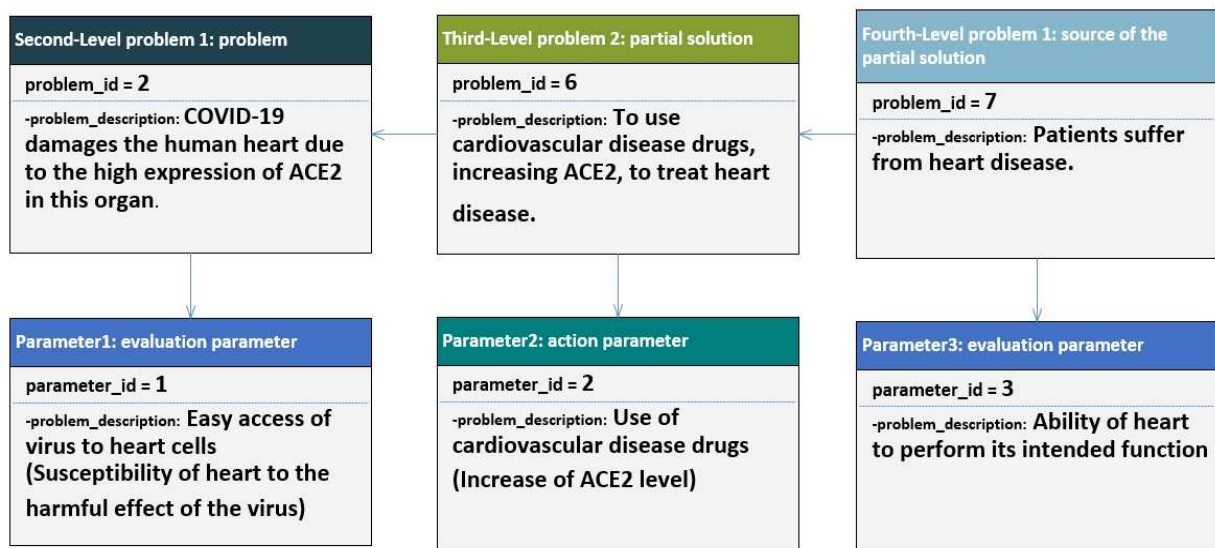 Second-Level problem 1: problem
problem_id = 2
-problem_description: COVID-19
damages the human heart due
to the high expression of ACE2
in this organ.
Third-Level problem 2: partial solution
problem_id = 6
-problem_description: To use
cardiovascular disease drugs,
increasing ACE2, to treat heart
disease.
Fourth-Level problem 1: source of the
partial solution
problem_id = 7
-problem_description: Patients suffer
from heart disease.
Parameter1: evaluation parameter
parameter_id = 1
-problem_description: Easy access of
virus to heart cells
(Susceptibility of heart to the
harmful effect of the virus)
Parameter2: action parameter
parameter_id = 2
-problem_description: Use of
cardiovascular disease drugs
(Increase of ACE2 level)
Parameter3: evaluation parameter
parameter_id = 3
-problem_description: Ability of heart
to perform its intended function